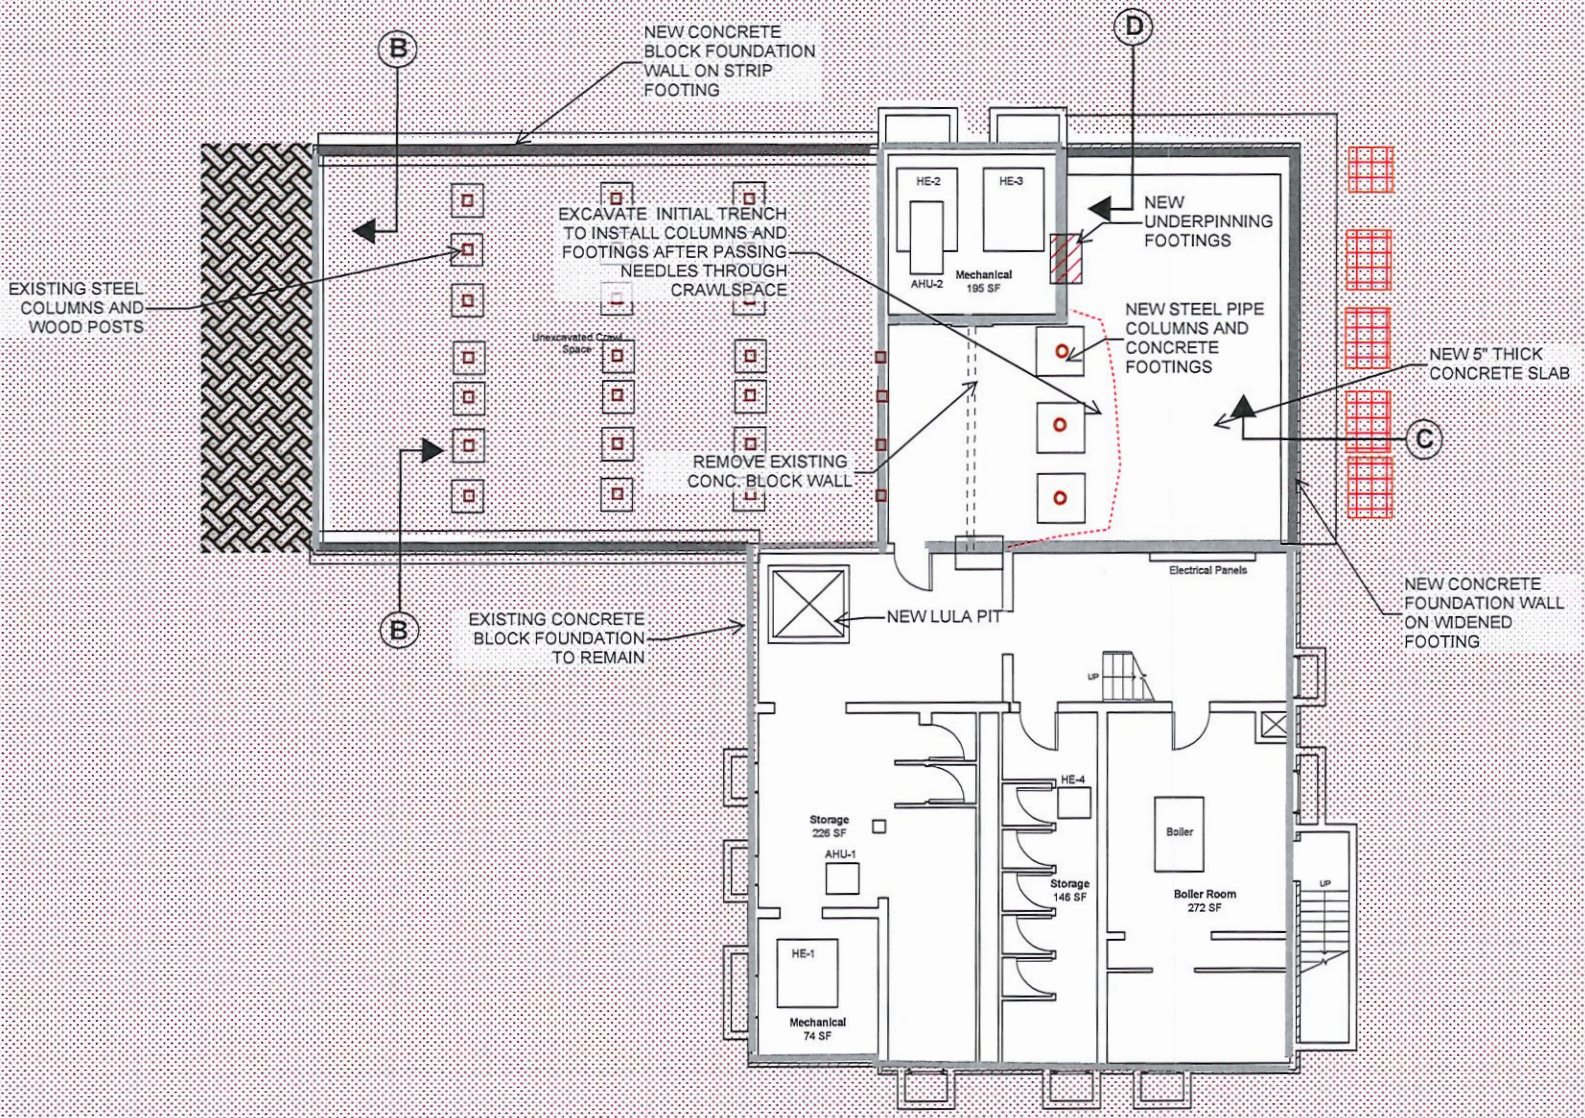 B
NEW CONCRETE
BLOCK FOUNDATION
WALL ON STRIP
FOOTING
D
HE-2
HE-3
AHU-2
Mechanical
195 SF
NEW
UNDERPINNING
FOOTINGS
EXCAVATE INITIAL TRENCH
TO INSTALL COLUMNS AND
FOOTINGS AFTER PASSING
NEEDLES THROUGH
CRAWLSPACE
EXISTING STEEL
COLUMNS AND
WOOD POSTS
Unexcavated Crawl
Space
NEW STEEL PIPE
COLUMNS AND
CONCRETE
FOOTINGS
NEW 5" THICK
CONCRETE SLAB
C
REMOVE EXISTING
CONC. BLOCK WALL
Electrical Panels
NEW CONCRETE
FOUNDATION WALL
ON WIDENED
FOOTING
B
EXISTING CONCRETE
BLOCK FOUNDATION
TO REMAIN
NEW LULA PIT
UP
HE-4
Storage
226 SF
AHU-1
Boiler
Storage
146 SF
Boiler Room
272 SF
UP
HE-1
Mechanical
74 SF